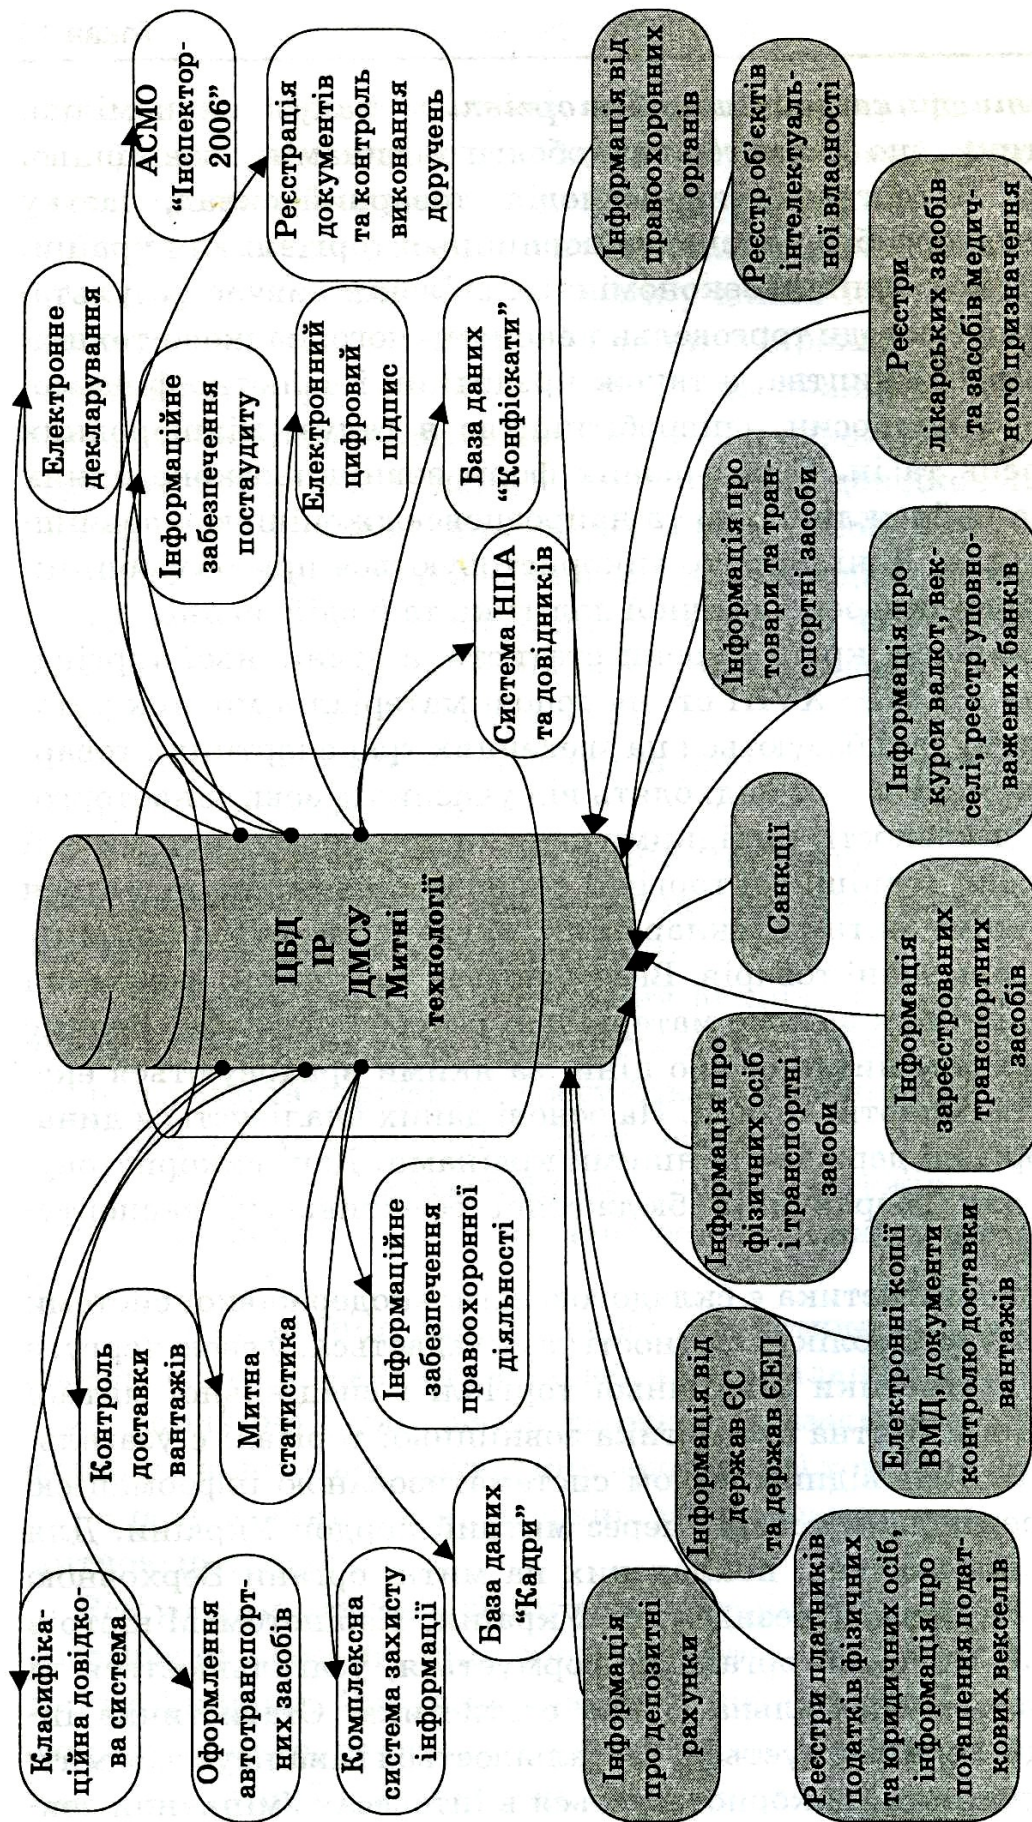 Класифіка-
ційна довідко-
ва система
Контроль
доставки
вантажів
Оформлення
автотранспорт-
них засобів
Митна
статистика
Комплексна
система захисту
інформації
Інформаційне
забезпечення
правоохоронної
діяльності
База даних
“Кадри”
ЦБД
ІР
ДМСУ
Митні
технології
Електронне
декларування
АСМО
“Інспектор-
2006”
Інформаційне
забезпечення
постаудиту
Реєстрація
документів
та контроль
виконання
доручень
Електронний
цифровий
підпис
База даних
“Конфіскати”
Система НПА
та довідників
Інформація
про депозитні
рахунки
Інформація від
держав ЄС
та держав ЄЕП
Інформація про
фізичних осіб
і транспортні
засоби
Санкції
Інформація про
товари та тран-
спортні засоби
Інформація від
правоохоронних
органів
Реєстр об’єктів
інтелектуаль-
ної власності
Реєстри платників
податків фізичних
та юридичних осіб,
інформація про
погашення подат-
кових векселів
Електронні копії
ВМД, документи
контролю доставки
вантажів
Інформація
зареєстрованих
транспортних
засобів
Інформація про
курси валют, век-
селі, реєстр уповно-
важених банків
Реєстри
лікарських засобів
та засобів медич-
ного призначення